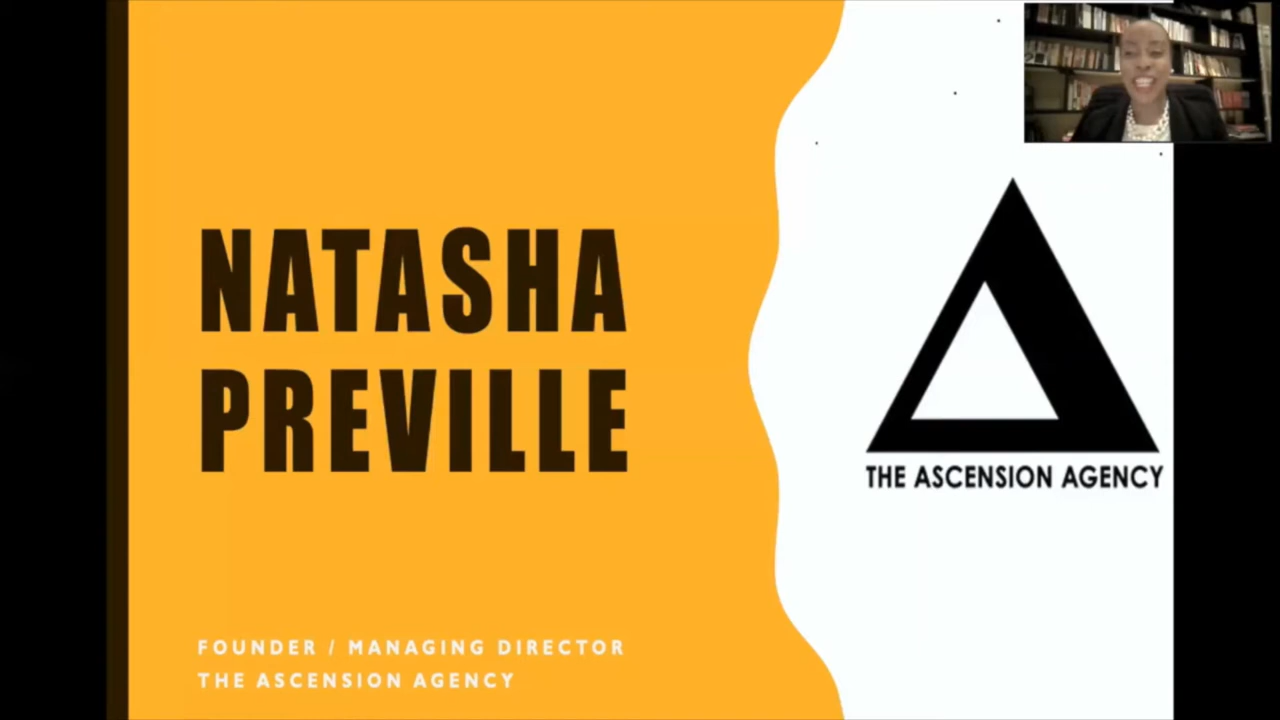 NATASHA
PREVILLE
FOUNDER / MANAGING DIRECTOR
THE ASCENSION AGENCY
THE ASCENSION AGENCY